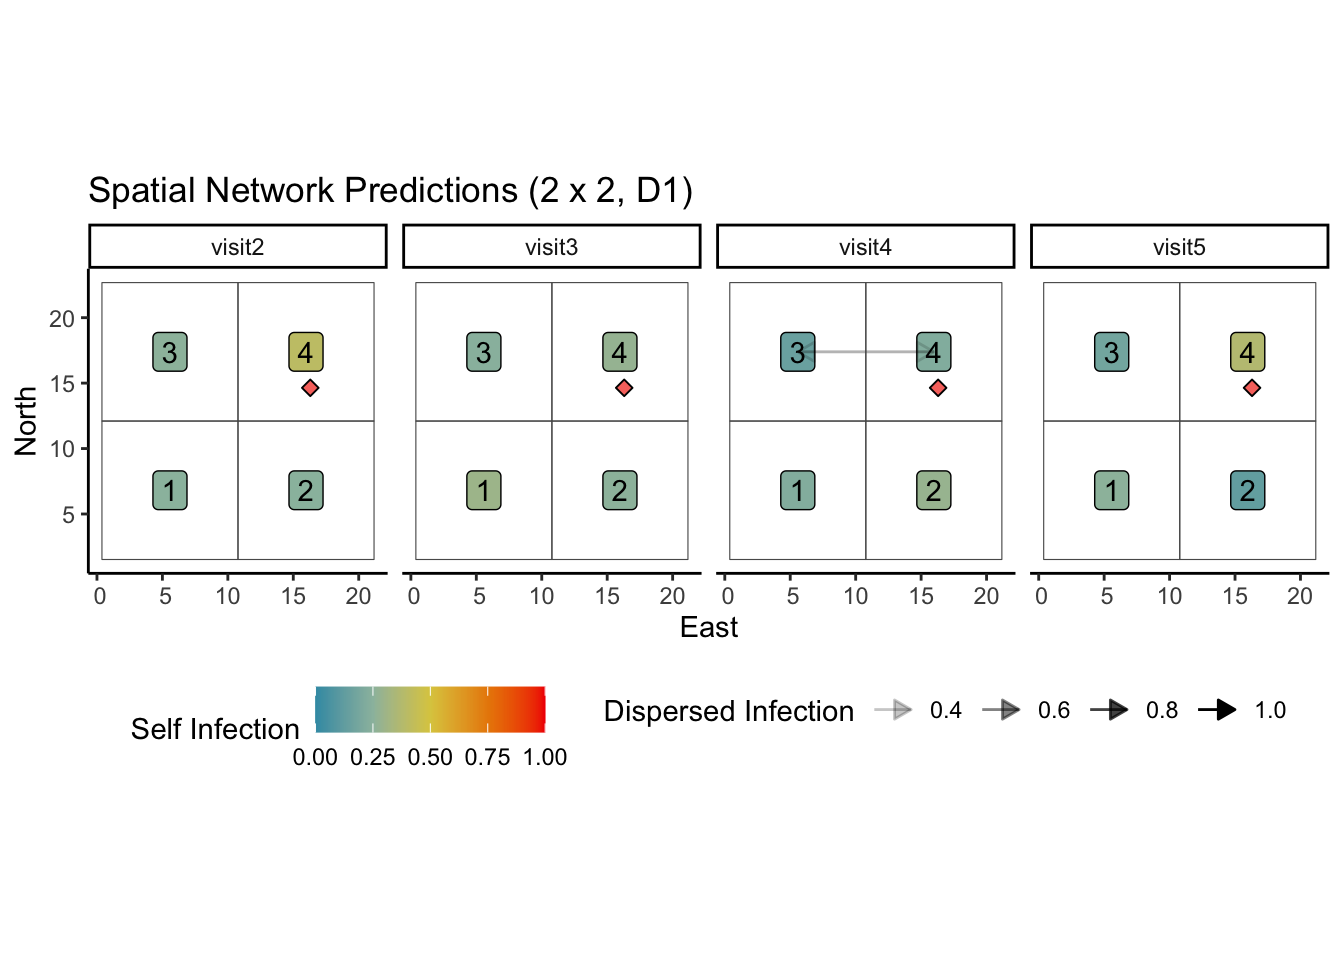 Spatial Network Predictions (2 x 2, D1)
visit2 visit3 visit4 visit5
20
15
10
5
North
3 4 3 4 3 4 3 4
1 2 1 2 1 2 1 2
0 5 10 15 20 0 5 10 15 20 0 5 10 15 20 0 5 10 15 20
East
Self Infection
0.00 0.25 0.50 0.75 1.00
Dispersed Infection 0.4 0.6 0.8 1.0